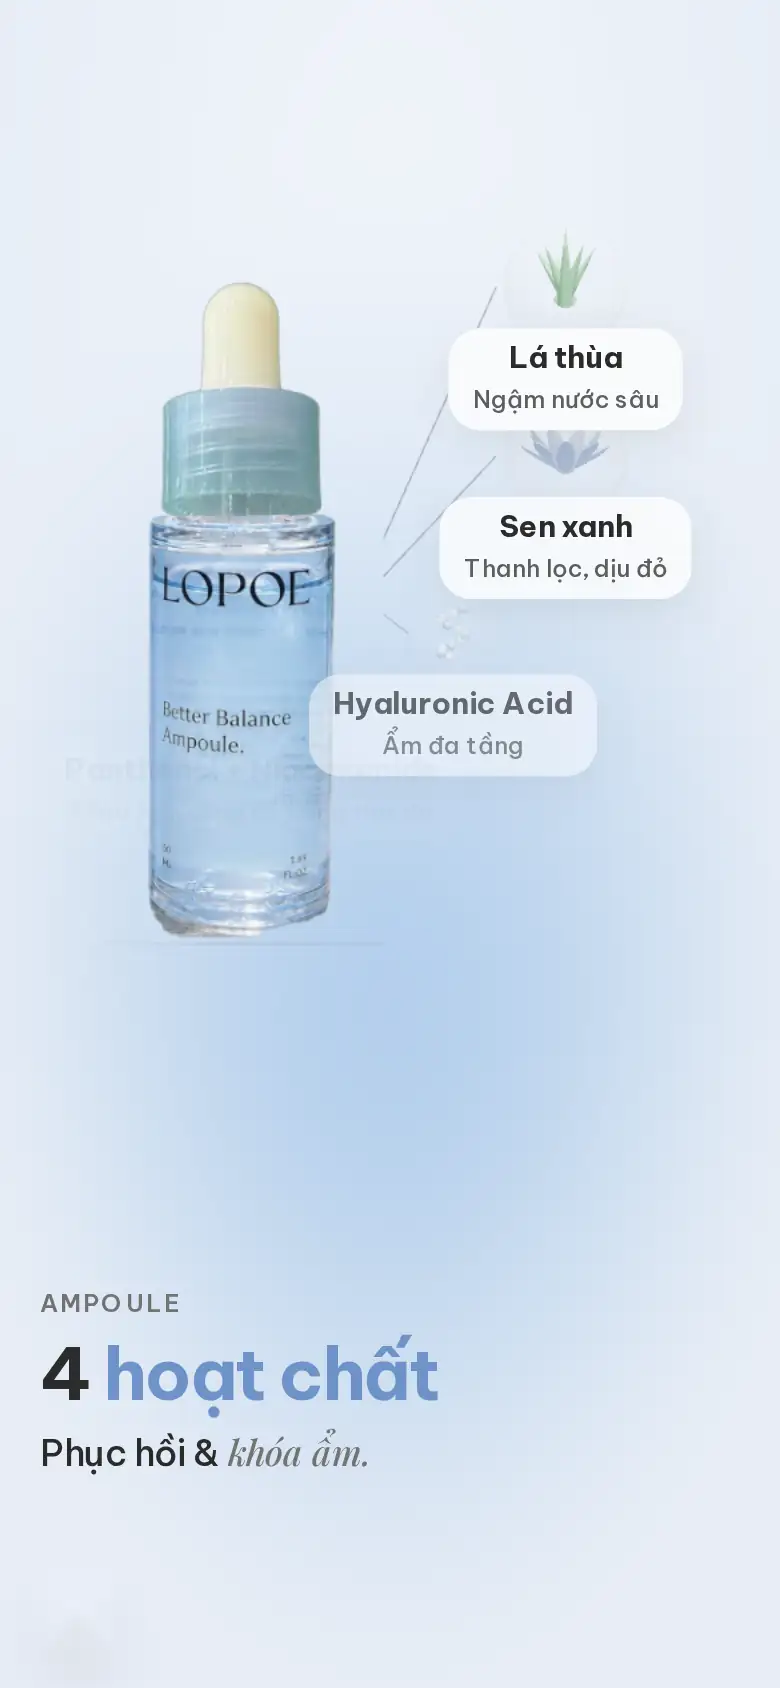 Lá thùa
Ngậm nước sâu
Sen xanh
Thanh lọc, dịu đỏ
LOPOE
Hyaluronic Acid
Ẩm đa tầng
Better Balance
Ampoule.
AMPOULE
4 hoạt chất
Phục hồi & khóa ẩm.